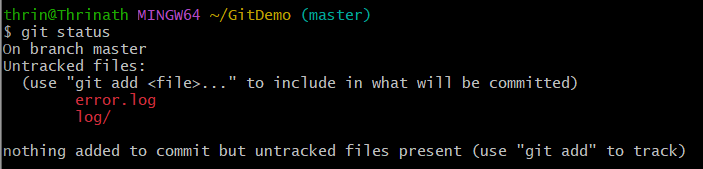 thrin@Thrinath MINGW64 ~/GitDemo (master)
$ git status
On branch master
Untracked files:
  (use "git add <file>..." to include in what will be committed)
        error.log
        log/

nothing added to commit but untracked files present (use "git add" to track)